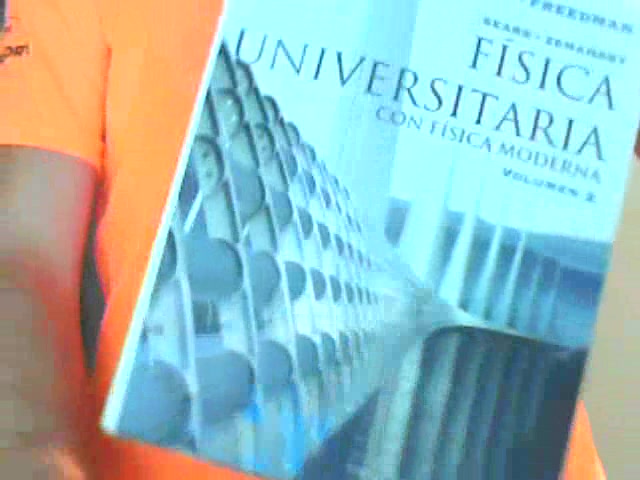 FREEDMAN
SEARS · ZEMANSKY
FÍSICA
UNIVERSITARIA
CON FÍSICA MODERNA
VOLUMEN 2